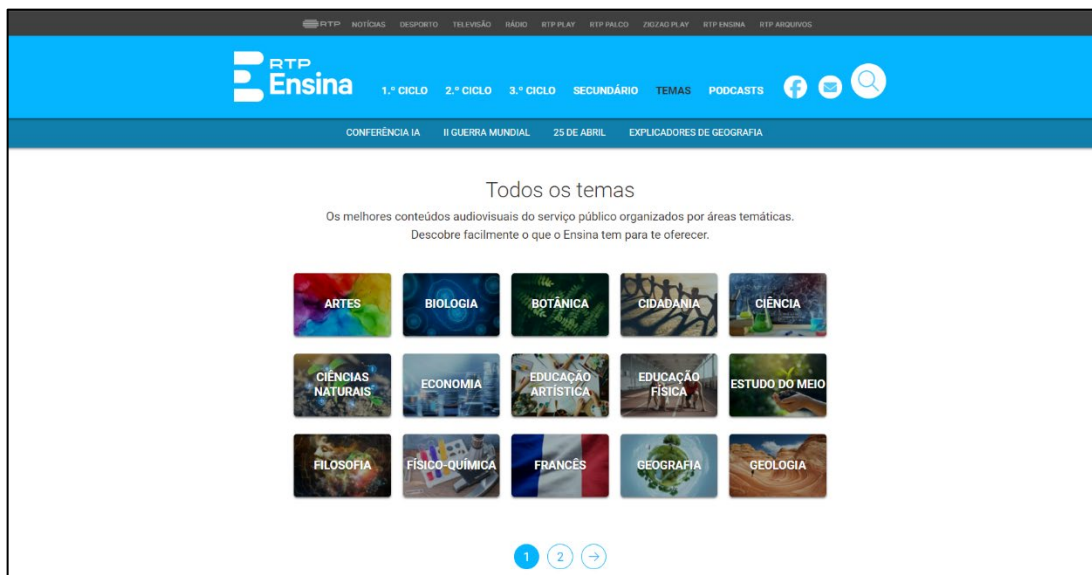 RTP NOTÍCIAS DESPORTO TELEVISÃO RÁDIO RTP PLAY RTP PALCO ZIGZAG PLAY RTP ENSINA RTP ARQUIVOS
RTP
Ensina
1.º CICLO 2.º CICLO 3.º CICLO SECUNDÁRIO TEMAS PODCASTS
CONFERÊNCIA IA II GUERRA MUNDIAL 25 DE ABRIL EXPLICADORES DE GEOGRAFIA
Todos os temas
Os melhores conteúdos audiovisuais do serviço público organizados por áreas temáticas.
Descobre facilmente o que o Ensina tem para te oferecer.
ARTES
BIOLOGIA
BOTÂNICA
CIDADANIA
CIÊNCIA
CIÊNCIAS
NATURAIS
ECONOMIA
EDUCAÇÃO
ARTÍSTICA
EDUCAÇÃO
FÍSICA
ESTUDO DO MEIO
FILOSOFIA
FÍSICO-QUÍMICA
FRANCÊS
GEOGRAFIA
GEOLOGIA
1 2 →